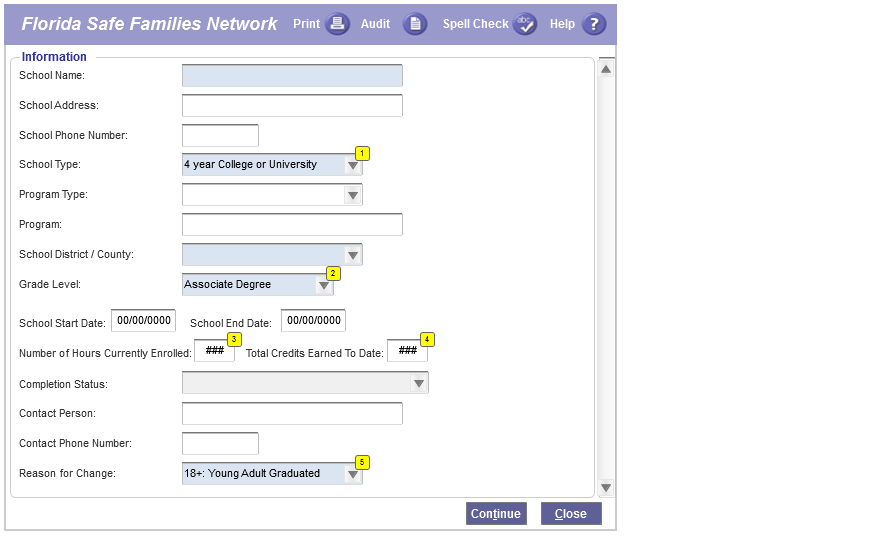 Florida Safe Families Network Print Audit Spell Check abc Help ?
Information
School Name:
School Address:
School Phone Number:
School Type: 4 year College or University 1
Program Type:
Program:
School District / County:
Grade Level: Associate Degree 2
School Start Date: 00/00/0000 School End Date: 00/00/0000
Number of Hours Currently Enrolled: ### 3 Total Credits Earned To Date: ### 4
Completion Status:
Contact Person:
Contact Phone Number:
Reason for Change: 18+: Young Adult Graduated 5
Continue Close